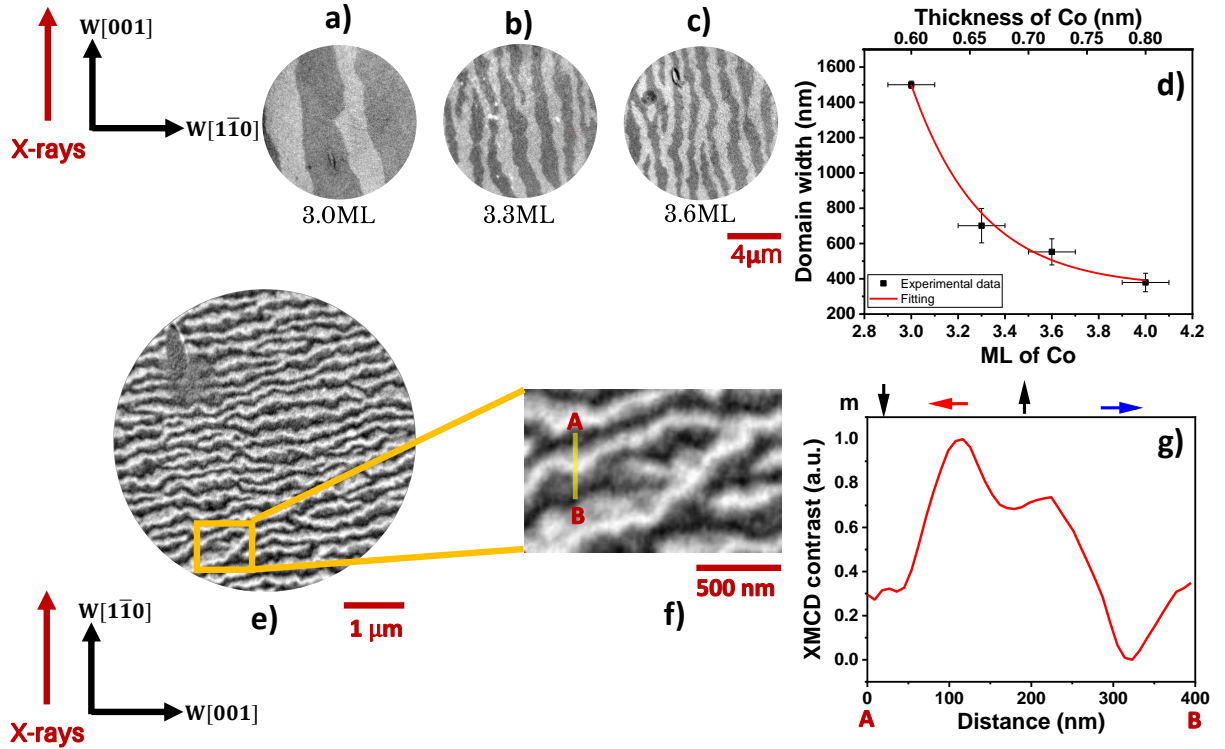 a)
b)
c)
W[001]
W[11̅0]
X-rays
3.0ML
3.3ML
3.6ML
4μm
Thickness of Co (nm)
0.60 0.65 0.70 0.75 0.80
d)
Domain width (nm)
1600
1400
1200
1000
800
600
400
200
Experimental data
Fitting
2.8 3.0 3.2 3.4 3.6 3.8 4.0 4.2
ML of Co
A
B
500 nm
f)
1 μm
e)
W[11̅0]
W[001]
X-rays
m
g)
XMCD contrast (a.u.)
1.0
0.8
0.6
0.4
0.2
0.0
0 100 200 300 400
A
B
Distance (nm)